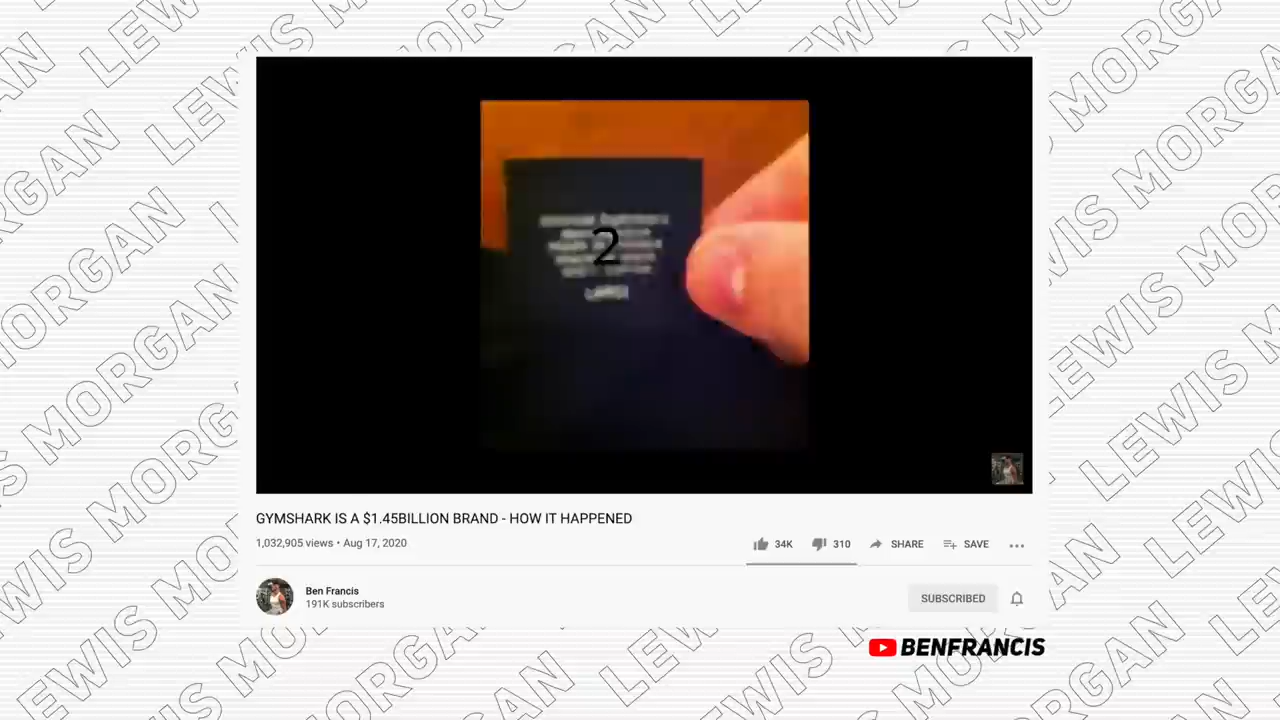 2
LARGE
GYMSHARK IS A $1.45BILLION BRAND - HOW IT HAPPENED
1,032,905 views • Aug 17, 2020
34K
310
SHARE
SAVE
Ben Francis
191K subscribers
SUBSCRIBED
BENFRANCIS
LEWIS MORGAN